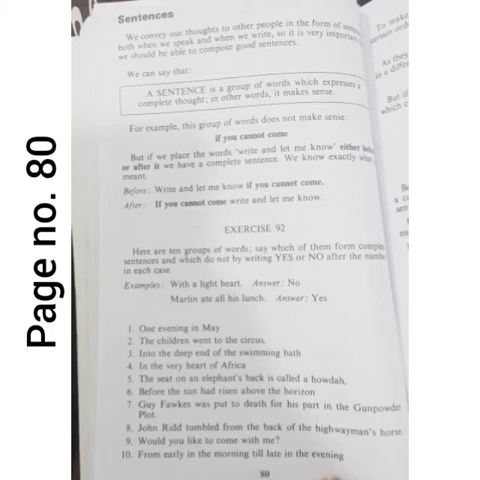 Page no. 80
Sentences
We convey our thoughts to other people in the form of
both when we speak and when we write, so it is very important
we should be able to compose good sentences.
We can say that:
A SENTENCE is a group of words which expresses a
complete thought; in other words, it makes sense.
For example, this group of words does not make sense:
if you cannot come
But if we place the words 'write and let me know' either
or after it we have a complete sentence. We know exactly
meant.
Before: Write and let me know if you cannot come.
After: If you cannot come write and let me know.
EXERCISE 92
Here are ten groups of words; say which of them form
sentences and which do not by writing YES or NO after the
in each case.
Examples: With a light heart. Answer: No
Martin ate all his lunch. Answer: Yes
1. One evening in May
2. The children went to the circus.
3. Into the deep end of the swimming bath
4. In the very heart of Africa
5. The seat on an elephant's back is called a howdah.
6. Before the sun had risen above the horizon
7. Guy Fawkes was put to death for his part in the Gunpowder
Plot.
8. John Ridd tumbled from the back of the highwayman's horse
9. Would you like to come with me?
10. From early in the morning till late in the evening
80
To make
certain
As they
in a
But if
which